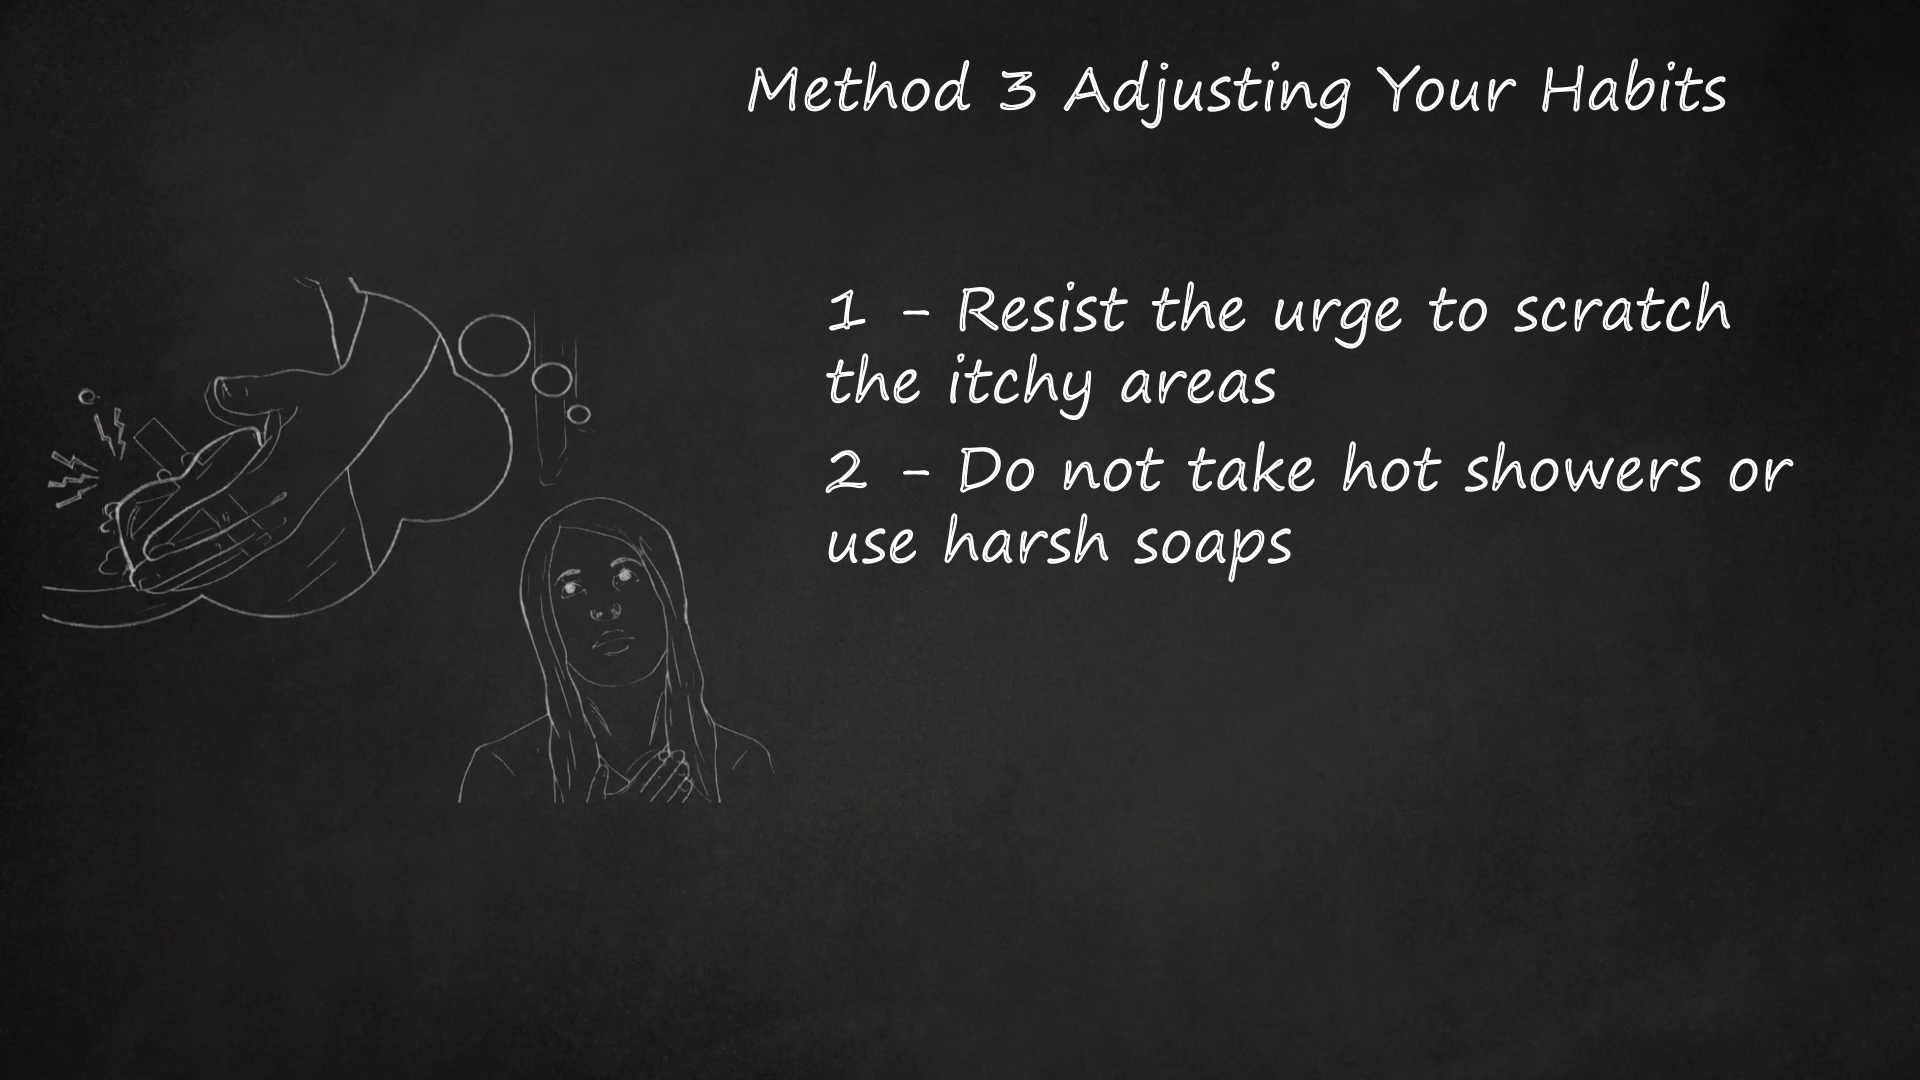 Method 3 Adjusting Your Habits
1 - Resist the urge to scratch
the itchy areas
2 - Do not take hot showers or
use harsh soaps